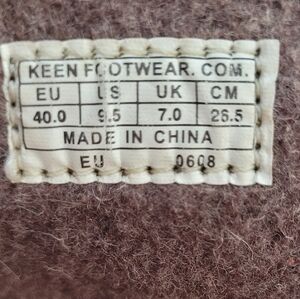 KEEN FOOTWEAR. COM.
EU US UK CM
40.0 9.5 7.0 26.5
MADE IN CHINA
EU 0608